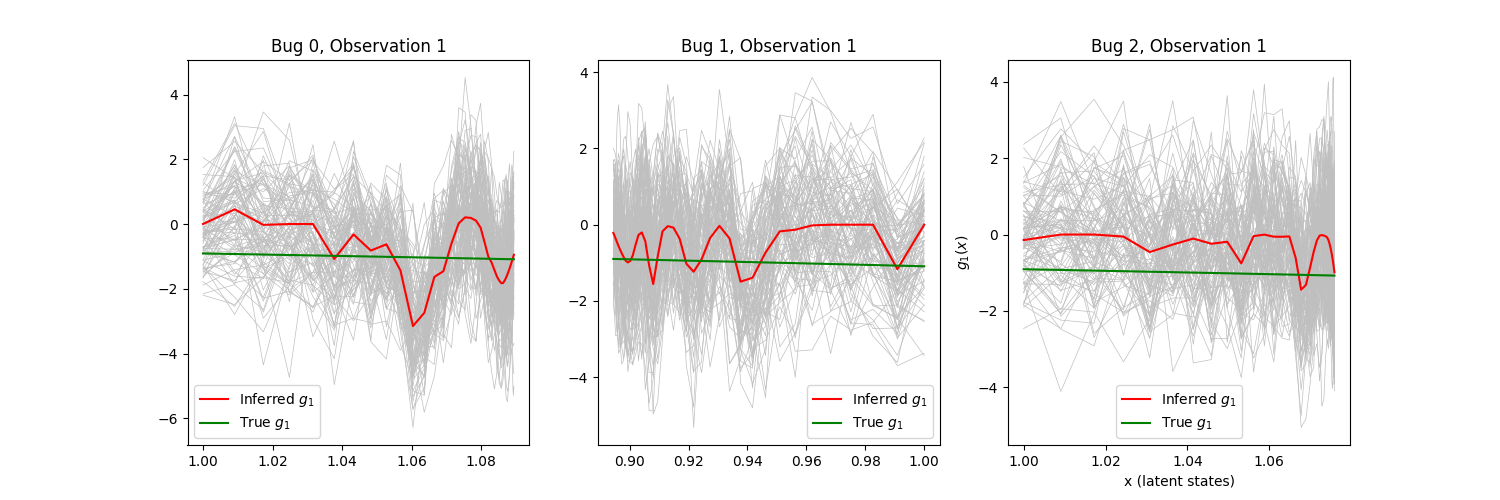 Bug 0, Observation 1
4
2
0
−2
−4
−6
1.00 1.02 1.04 1.06 1.08
Inferred g₁
True g₁
Bug 1, Observation 1
4
2
0
−2
−4
0.90 0.92 0.94 0.96 0.98 1.00
Inferred g₁
True g₁
Bug 2, Observation 1
g₁(x)
4
2
0
−2
−4
1.00 1.02 1.04 1.06
x (latent states)
Inferred g₁
True g₁